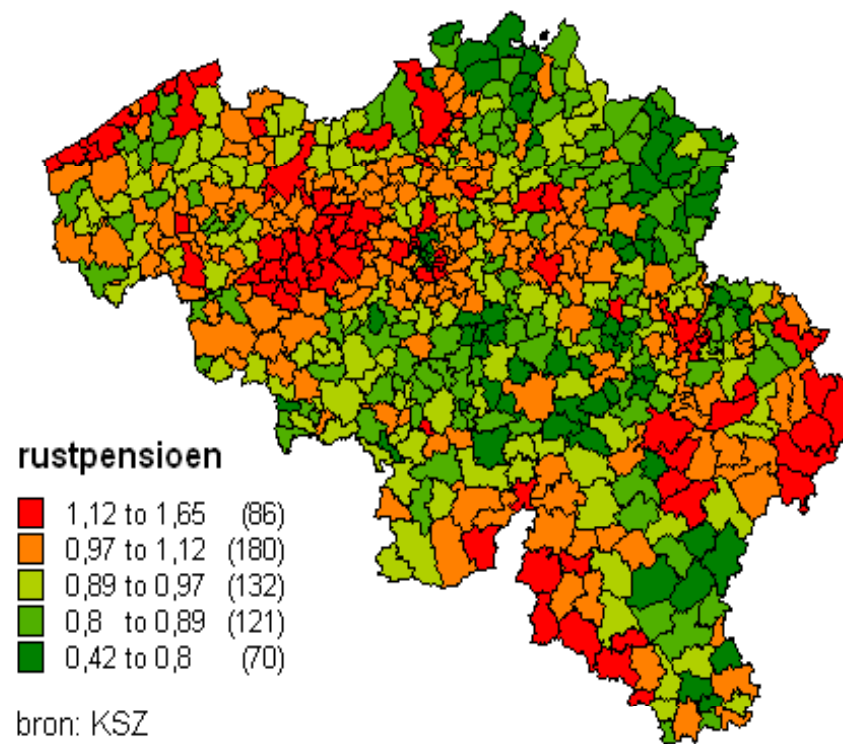 rustpensioen
1,12 to 1,65 (86)
0,97 to 1,12 (180)
0,89 to 0,97 (132)
0,8 to 0,89 (121)
0,42 to 0,8 (70)
bron: KSZ